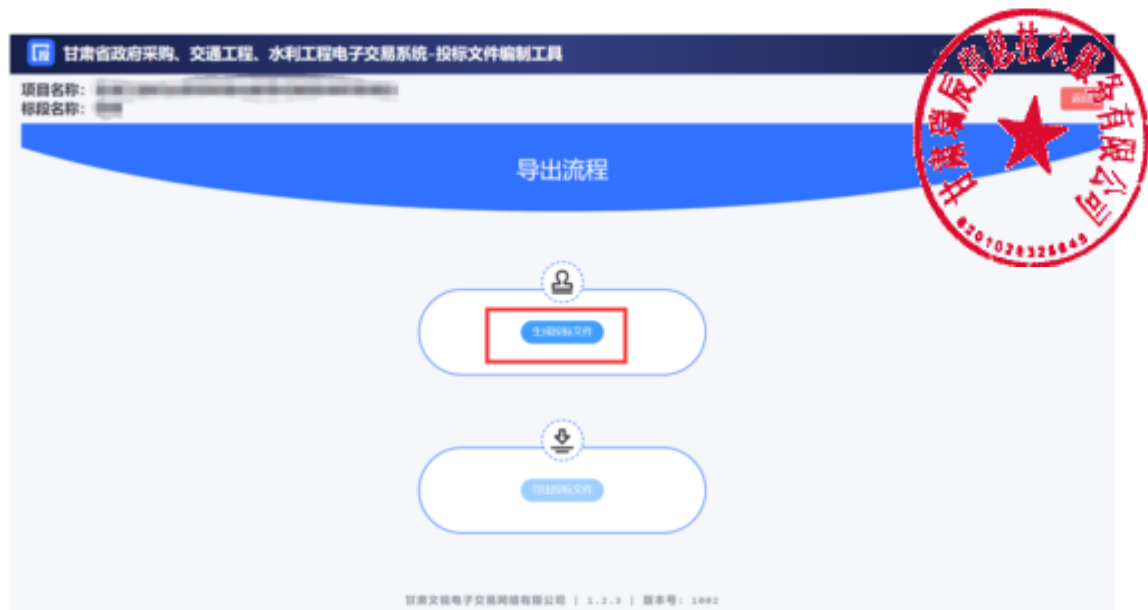 甘肃省政府采购、交通工程、水利工程电子交易系统-投标文件编制工具
项目名称：
标段名称：
导出流程
生成投标文件
导出投标文件
甘肃文锐电子交易网络有限公司 | 1.2.3 | 版本号: 1002
甘肃瑞辰信息技术服务有限公司